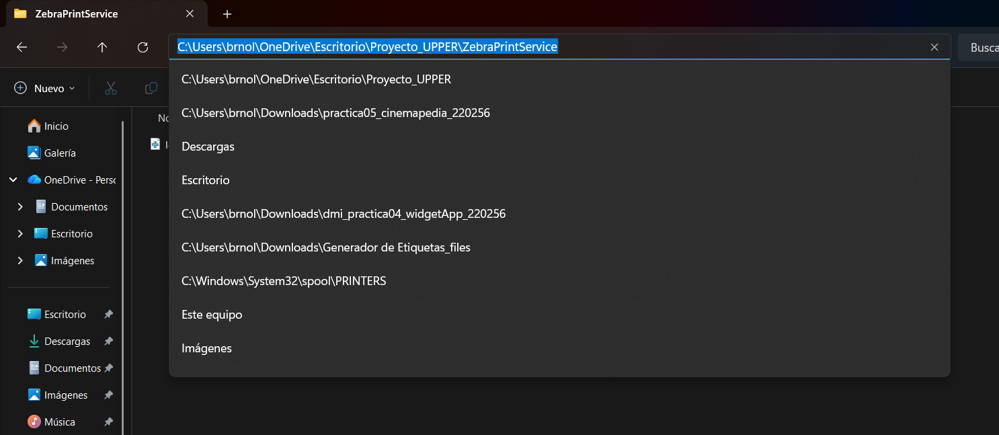 ZebraPrintService
C:\Users\brnol\OneDrive\Escritorio\Proyecto_UPPER\ZebraPrintService
Busca
Nuevo
C:\Users\brnol\OneDrive\Escritorio\Proyecto_UPPER
C:\Users\brnol\Downloads\practica05_cinemapedia_220256
Descargas
Escritorio
C:\Users\brnol\Downloads\dmi_practica04_widgetApp_220256
C:\Users\brnol\Downloads\Generador de Etiquetas_files
C:\Windows\System32\spool\PRINTERS
Este equipo
Imágenes
Inicio
Galería
OneDrive - Perso
Documentos
Escritorio
Imágenes
Escritorio
Descargas
Documentos
Imágenes
Música